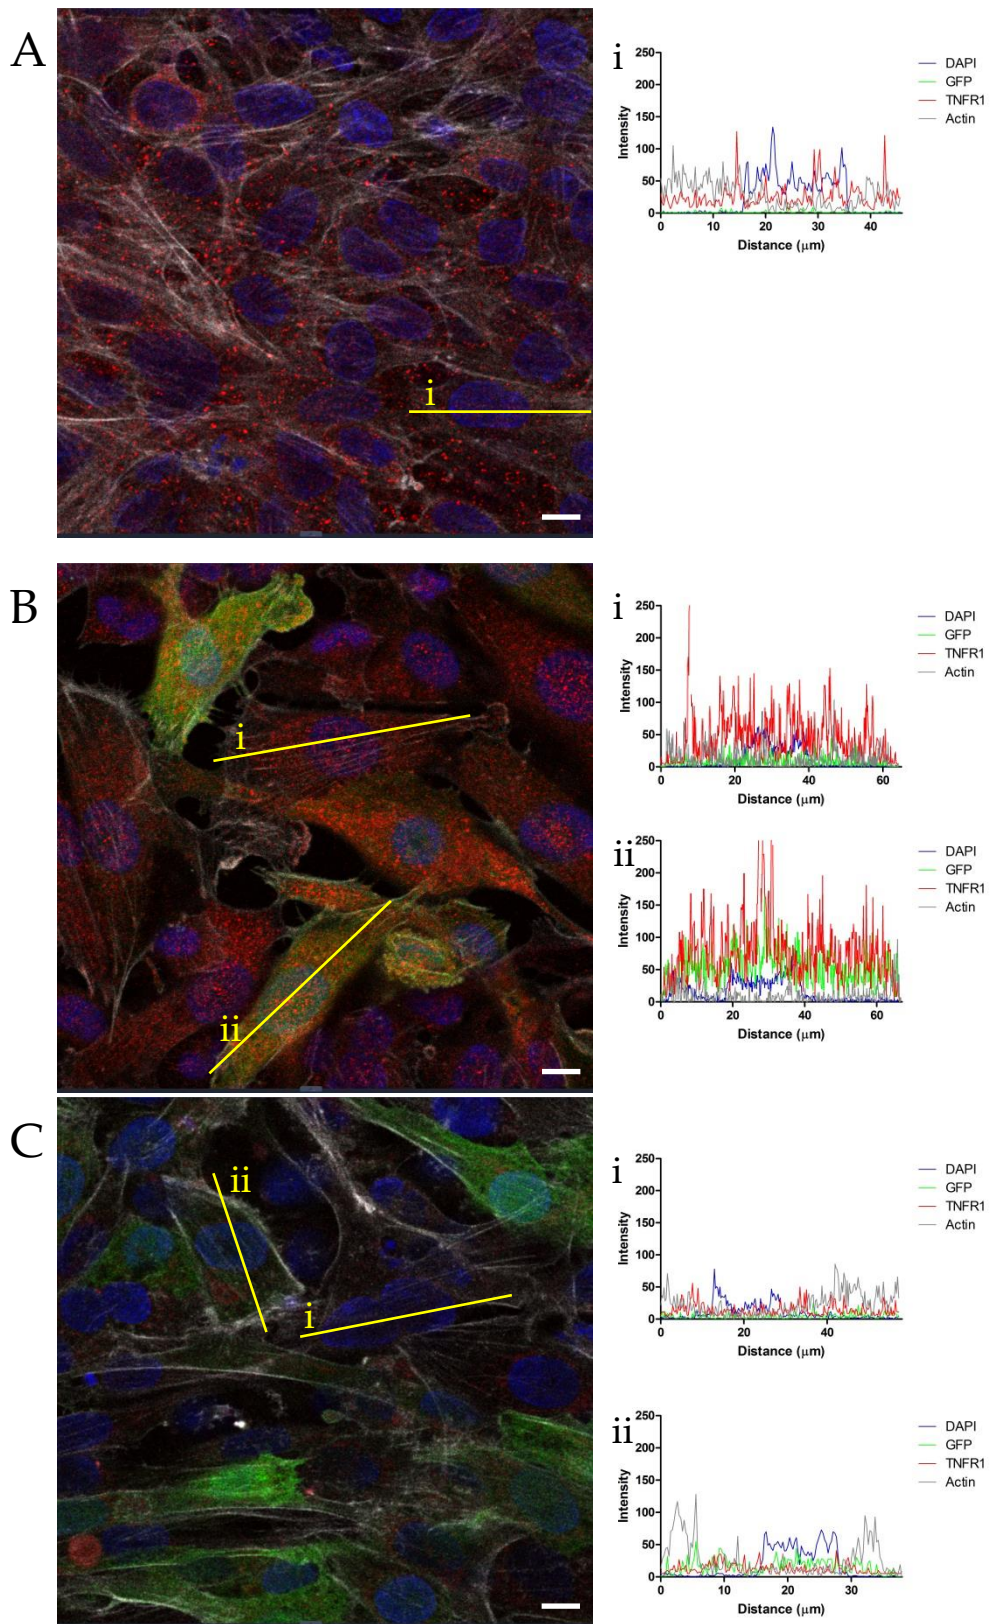 A
i
i
250
200
150
100
50
0
Intensity
0 10 20 30 40
Distance (μm)
DAPI
GFP
TNFR1
Actin
B
i
ii
i
250
200
150
100
50
0
Intensity
0 20 40 60
Distance (μm)
DAPI
GFP
TNFR1
Actin
ii
250
200
150
100
50
0
Intensity
0 20 40 60
Distance (μm)
DAPI
GFP
TNFR1
Actin
C
ii
i
i
250
200
150
100
50
0
Intensity
0 20 40
Distance (μm)
DAPI
GFP
TNFR1
Actin
ii
250
200
150
100
50
0
Intensity
0 10 20 30
Distance (μm)
DAPI
GFP
TNFR1
Actin